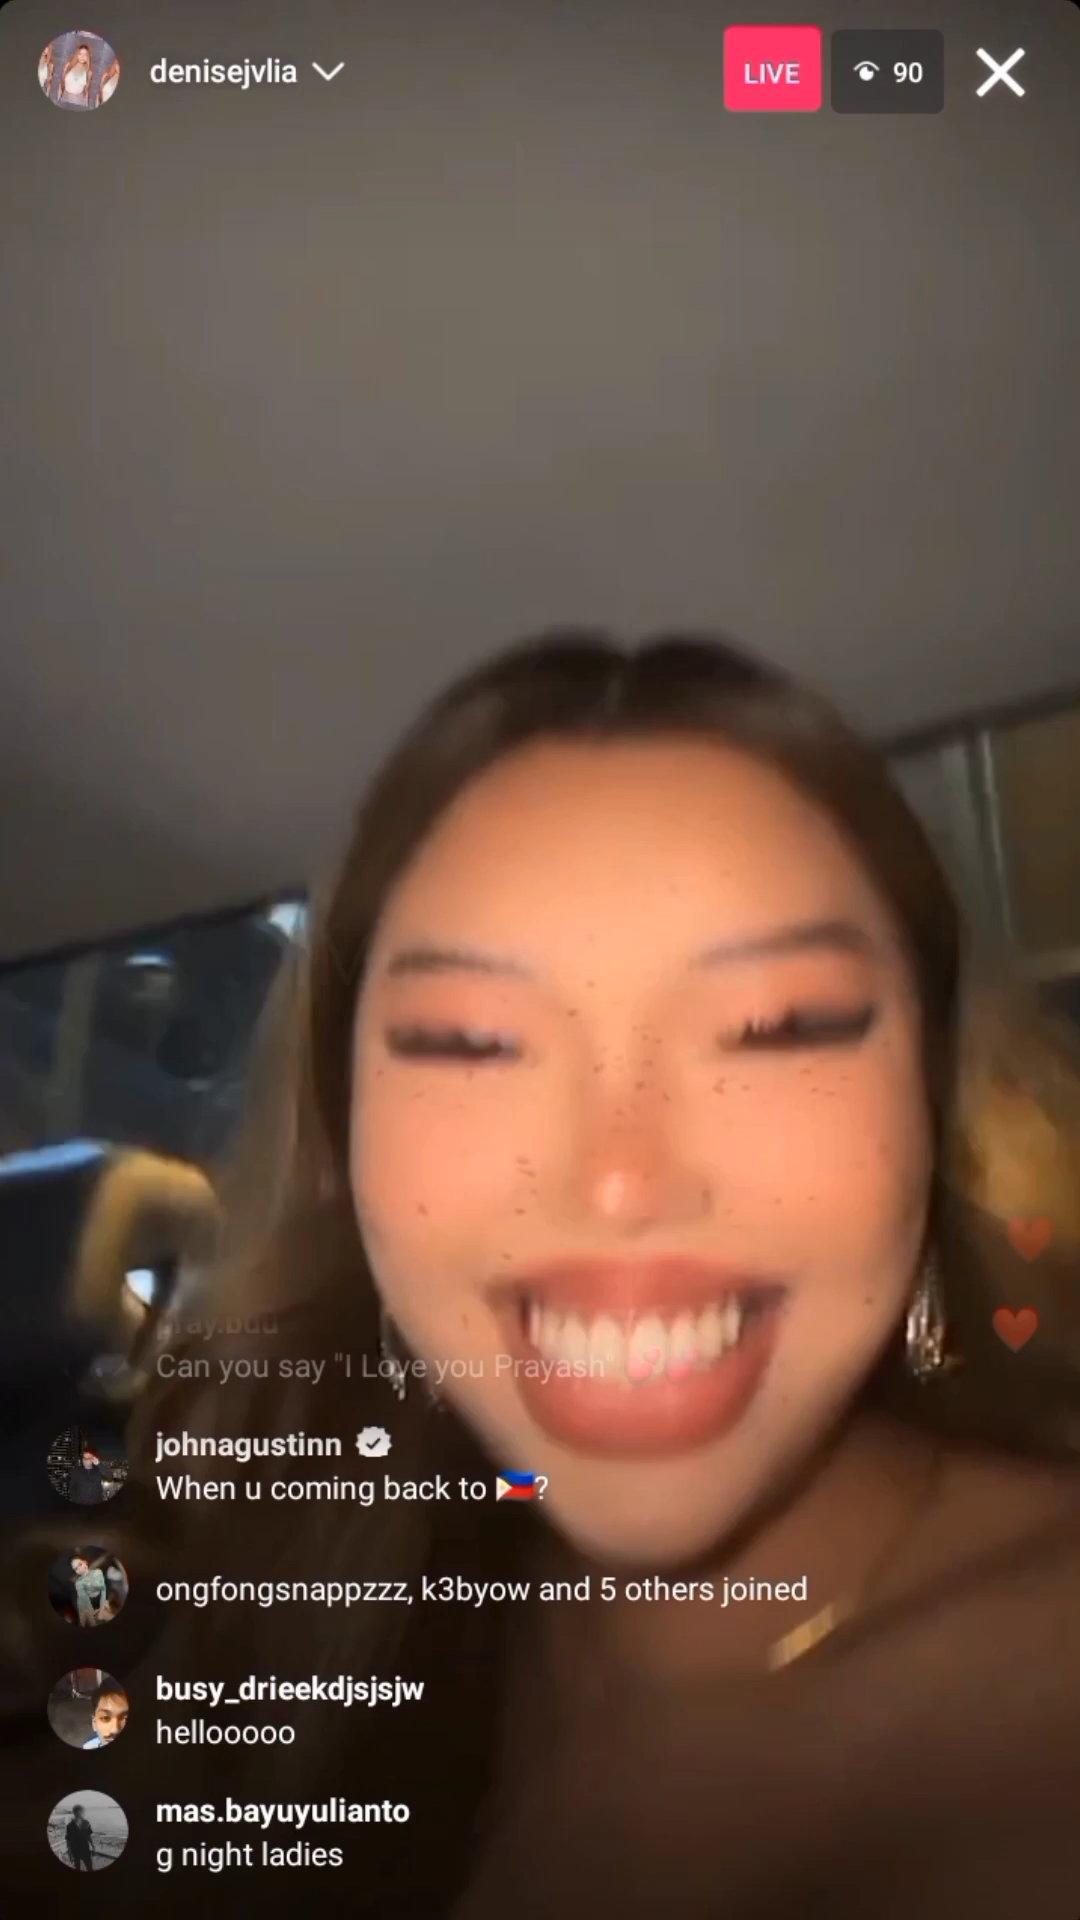 denisejvlia
LIVE
90
Can you say "I Love you Prayash" 💕💕
johnagustinn
When u coming back to 🇵🇭?
ongfongsnappzzz, k3byow and 5 others joined
busy_drieekdjsjsjw
hellooooo
mas.bayuyulianto
g night ladies